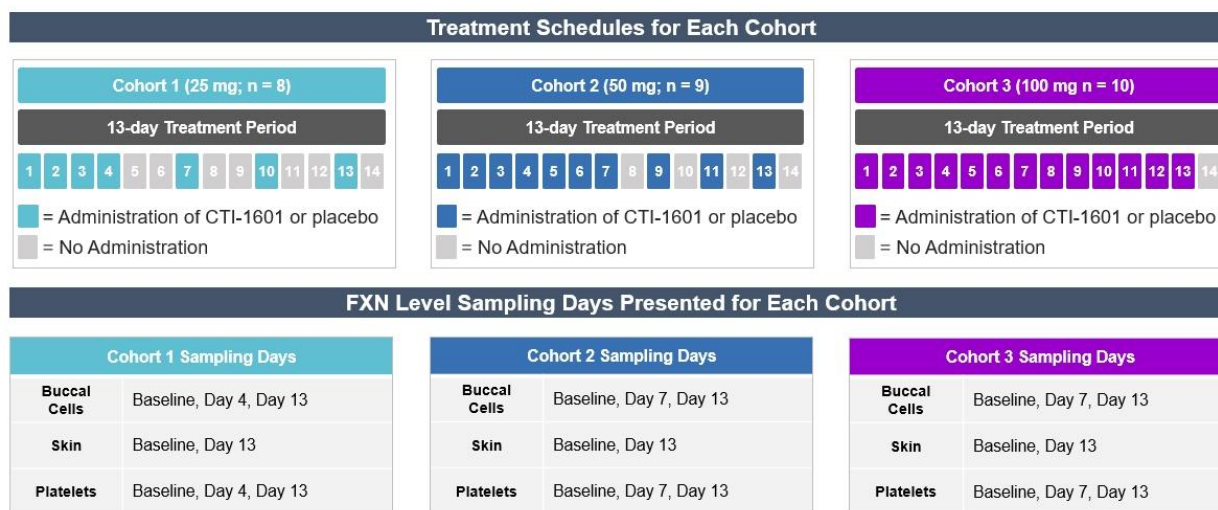 Treatment Schedules for Each Cohort
Cohort 1 (25 mg; n = 8)
13-day Treatment Period
1 2 3 4 5 6 7 8 9 10 11 12 13 14
= Administration of CTI-1601 or placebo
= No Administration
Cohort 2 (50 mg; n = 9)
13-day Treatment Period
1 2 3 4 5 6 7 8 9 10 11 12 13 14
= Administration of CTI-1601 or placebo
= No Administration
Cohort 3 (100 mg n = 10)
13-day Treatment Period
1 2 3 4 5 6 7 8 9 10 11 12 13 14
= Administration of CTI-1601 or placebo
= No Administration
FXN Level Sampling Days Presented for Each Cohort
Cohort 1 Sampling Days
Buccal
Cells
Baseline, Day 4, Day 13
Skin
Baseline, Day 13
Platelets
Baseline, Day 4, Day 13
Cohort 2 Sampling Days
Buccal
Cells
Baseline, Day 7, Day 13
Skin
Baseline, Day 13
Platelets
Baseline, Day 7, Day 13
Cohort 3 Sampling Days
Buccal
Cells
Baseline, Day 7, Day 13
Skin
Baseline, Day 13
Platelets
Baseline, Day 7, Day 13